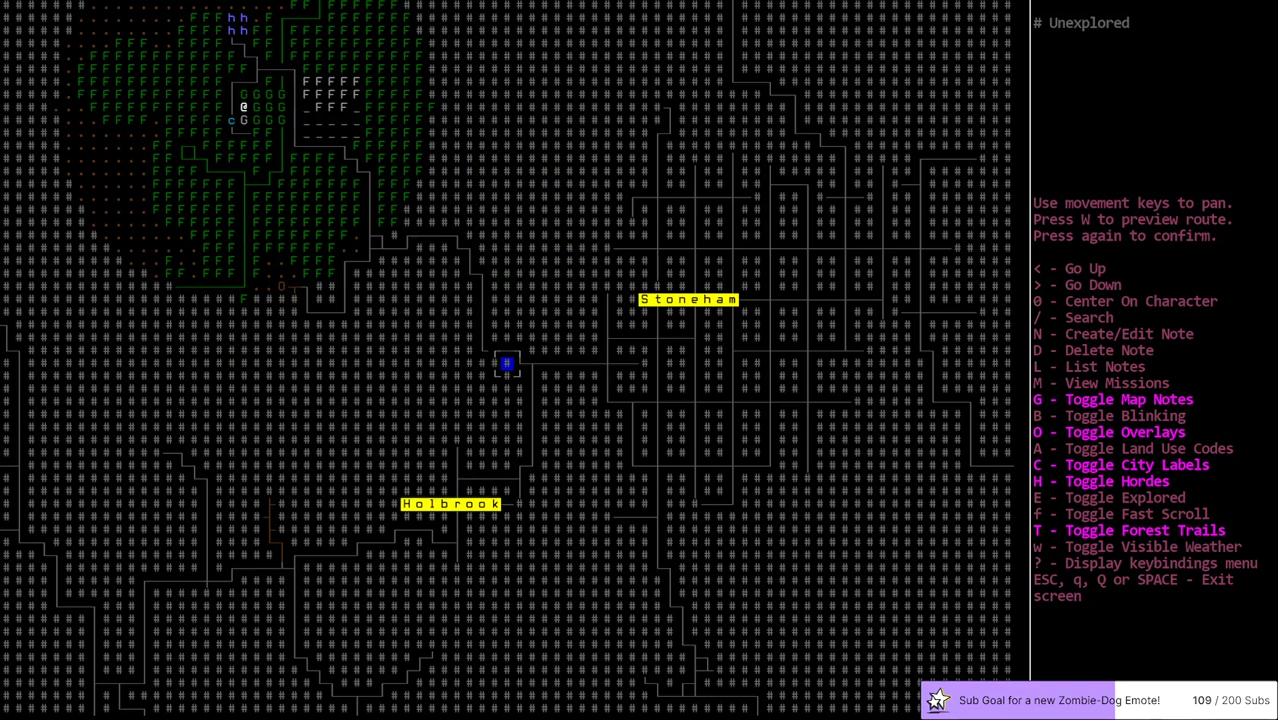 # Unexplored
Use movement keys to pan.
Press W to preview route.
Press again to confirm.
< - Go Up
> - Go Down
0 - Center On Character
/ - Search
N - Create/Edit Note
D - Delete Note
L - List Notes
M - View Missions
G - Toggle Map Notes
B - Toggle Blinking
O - Toggle Overlays
A - Toggle Land Use Codes
C - Toggle City Labels
H - Toggle Hordes
E - Toggle Explored
f - Toggle Fast Scroll
T - Toggle Forest Trails
w - Toggle Visible Weather
? - Display keybindings menu
ESC, q, Q or SPACE - Exit
screen
Stoneham
Holbrook
Sub Goal for a new Zombie-Dog Emote! 109 / 200 Subs